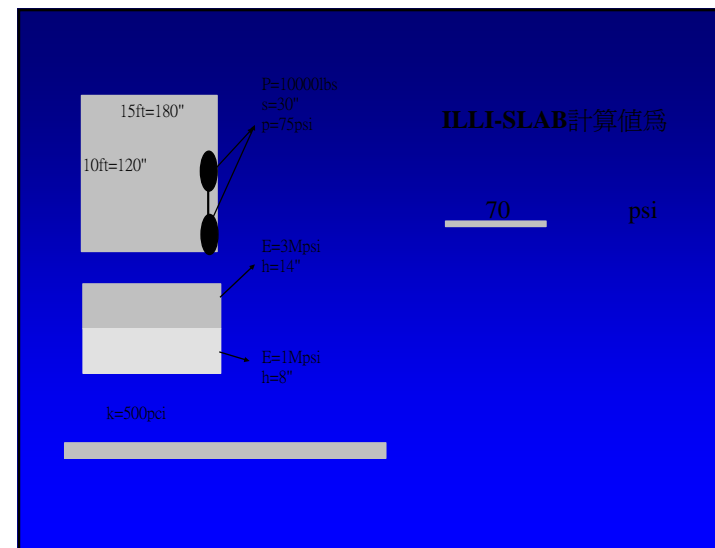 P=10000lbs
s=30"
p=75psi
15ft=180"
ILLI-SLAB計算值爲
10ft=120"
70 psi
E=3Mpsi
h=14"
E=1Mpsi
h=8"
k=500pci